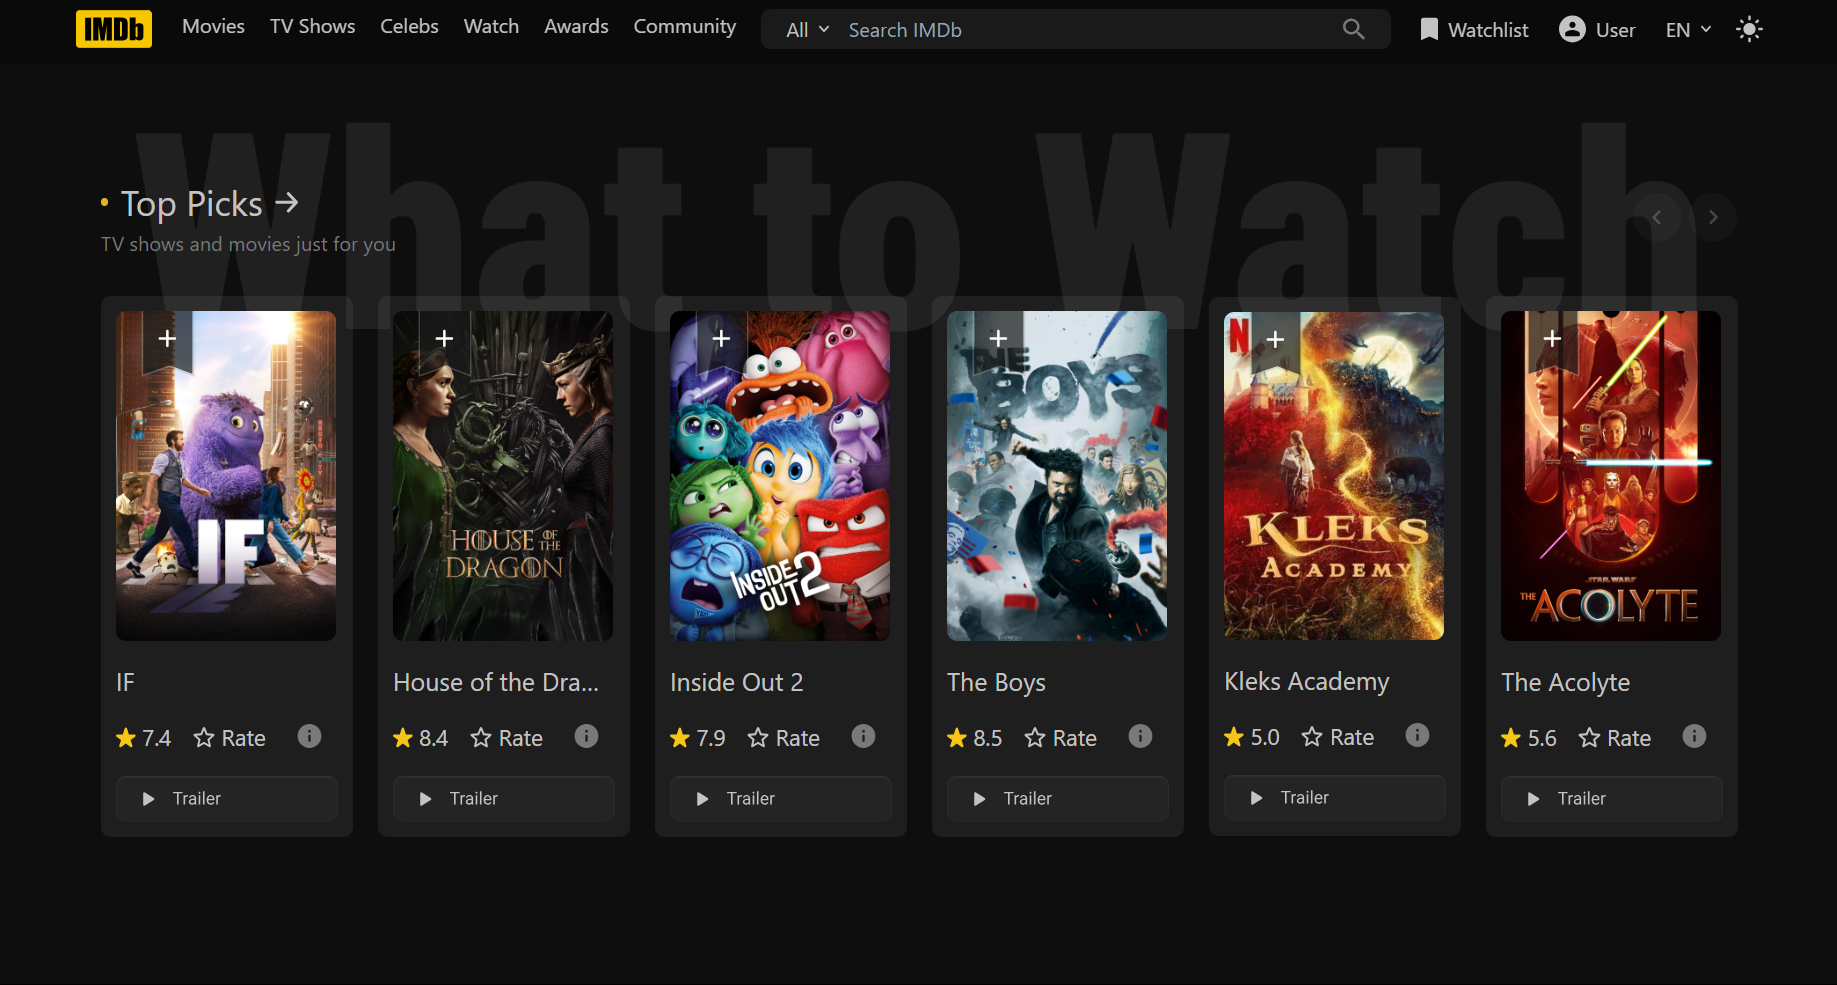 IMDb Movies TV Shows Celebs Watch Awards Community All Search IMDb Watchlist User EN
What to Watch
Top Picks
TV shows and movies just for you
IF
HOUSE OF THE DRAGON
INSIDE OUT 2
THE BOYS
N
KLEKS
ACADEMY
STAR WARS
THE ACOLYTE
IF
House of the Dra...
Inside Out 2
The Boys
Kleks Academy
The Acolyte
7.4 Rate
8.4 Rate
7.9 Rate
8.5 Rate
5.0 Rate
5.6 Rate
Trailer
Trailer
Trailer
Trailer
Trailer
Trailer